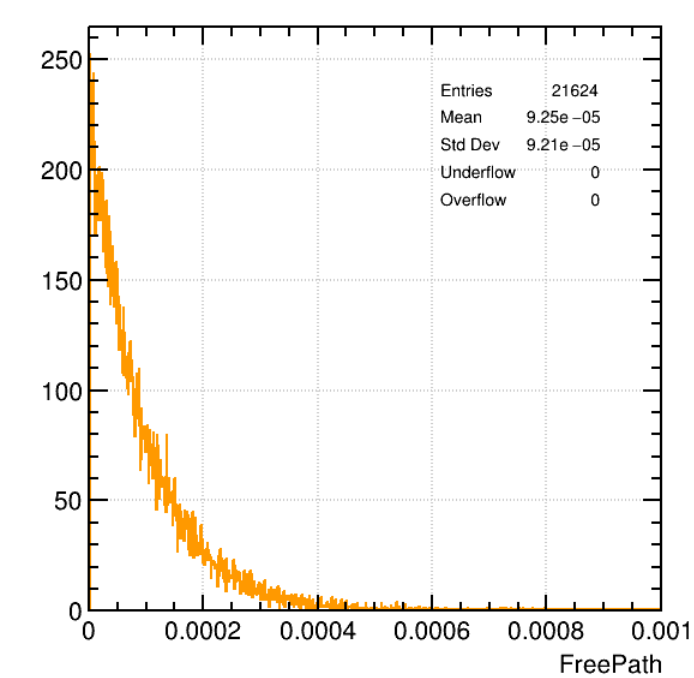 250
200
150
100
50
0
Entries 21624
Mean 9.25e−05
Std Dev 9.21e−05
Underflow 0
Overflow 0
0 0.0002 0.0004 0.0006 0.0008 0.001
FreePath